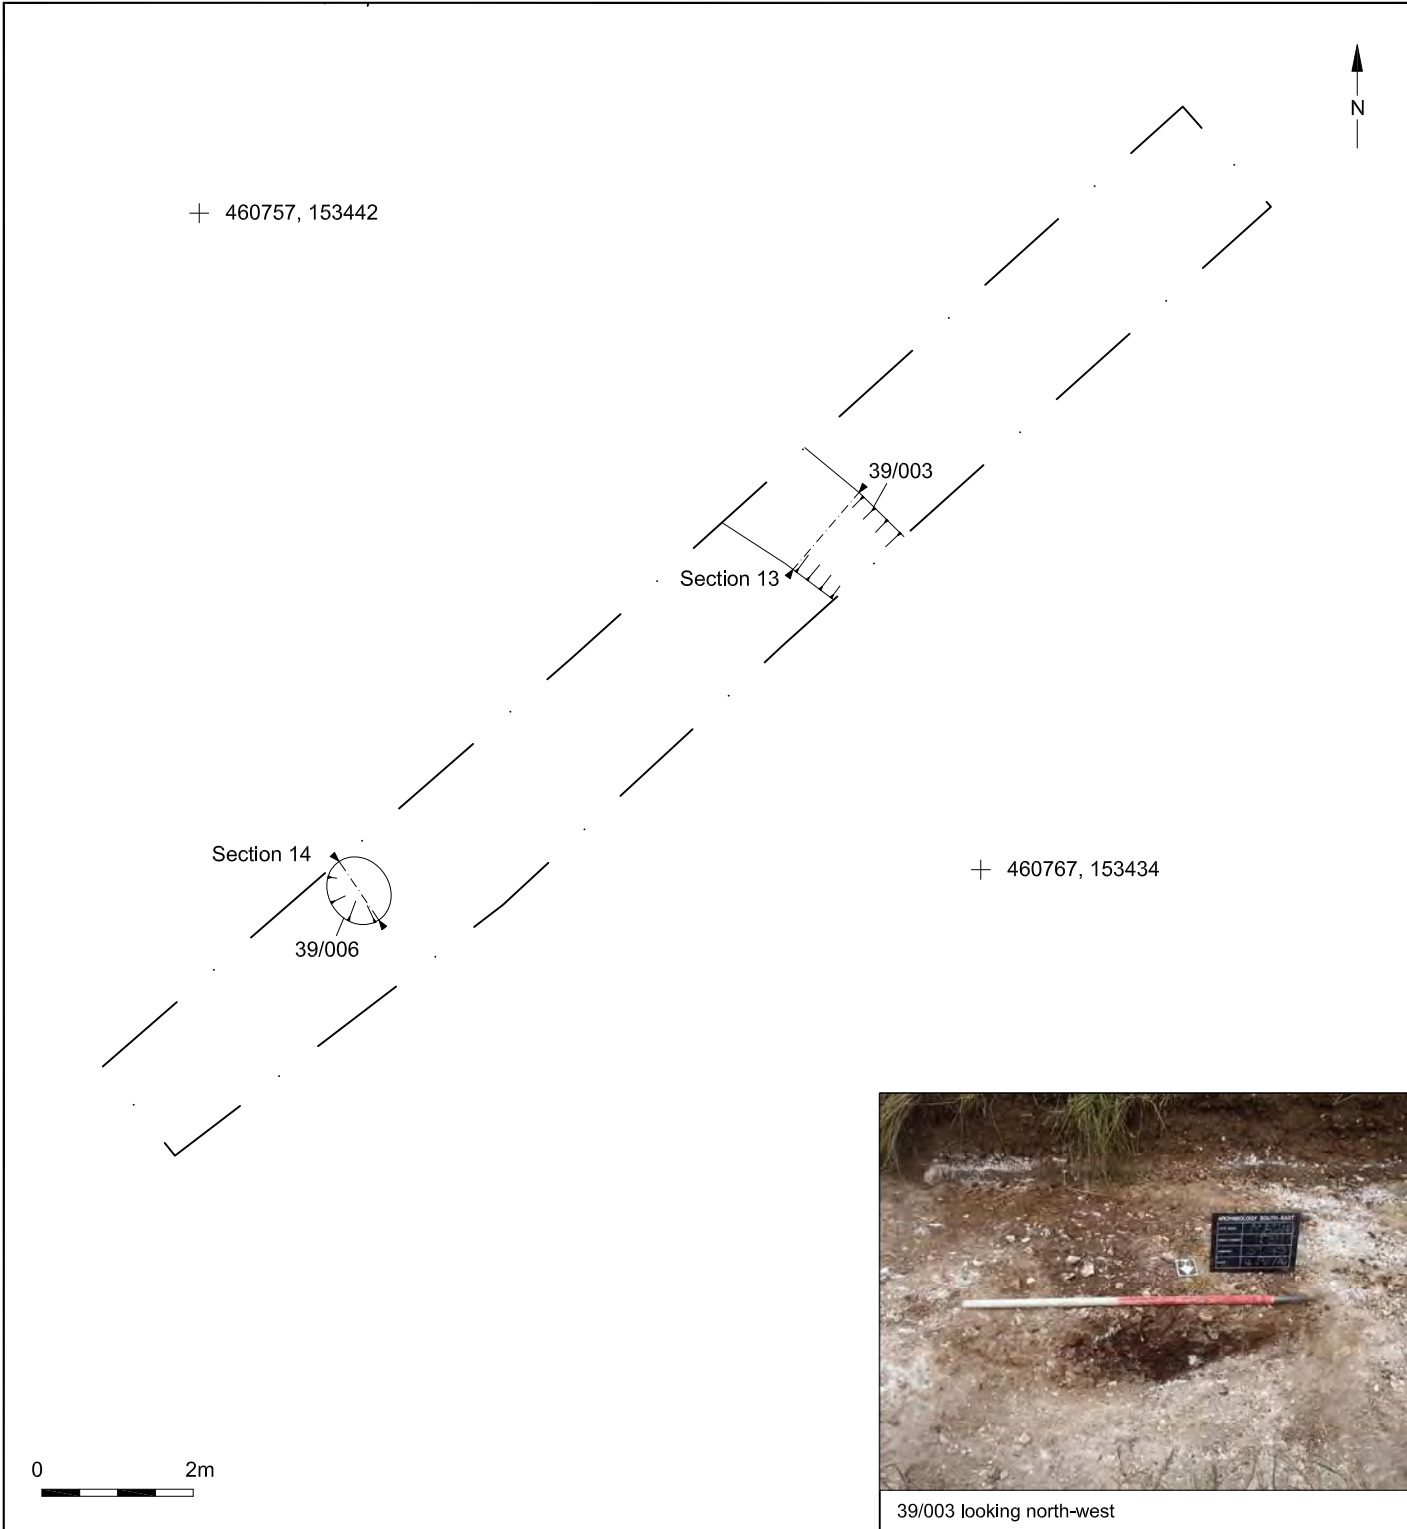 N
460757, 153442
39/003
Section 13
Section 14
460767, 153434
39/006
ARCHAEOLOGY SOUTH-EAST
0 2m
39/003 looking north-west